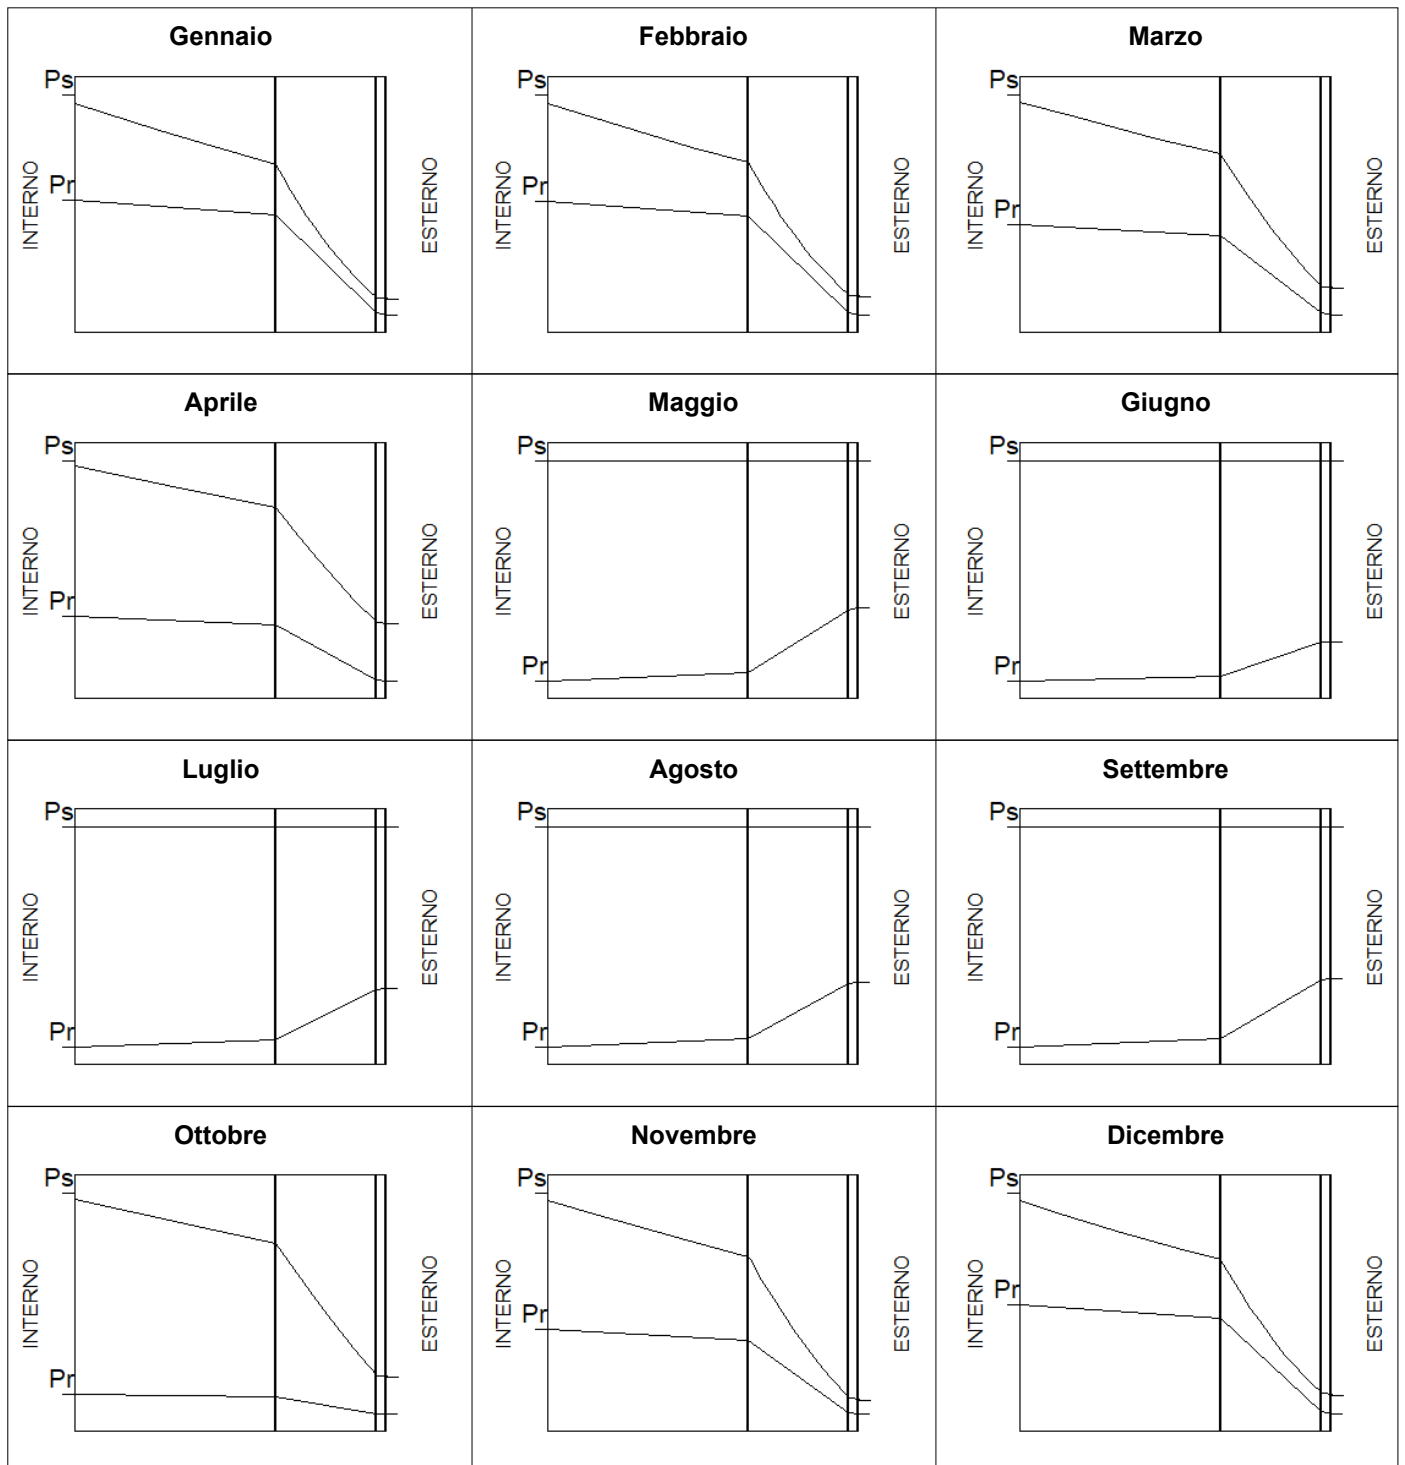 Gennaio
Febbraio
Marzo
Ps
Pr
INTERNO
ESTERNO
Ps
Pr
INTERNO
ESTERNO
Ps
Pr
INTERNO
ESTERNO
Aprile
Maggio
Giugno
Ps
Pr
INTERNO
ESTERNO
Ps
Pr
INTERNO
ESTERNO
Ps
Pr
INTERNO
ESTERNO
Luglio
Agosto
Settembre
Ps
Pr
INTERNO
ESTERNO
Ps
Pr
INTERNO
ESTERNO
Ps
Pr
INTERNO
ESTERNO
Ottobre
Novembre
Dicembre
Ps
Pr
INTERNO
ESTERNO
Ps
Pr
INTERNO
ESTERNO
Ps
Pr
INTERNO
ESTERNO